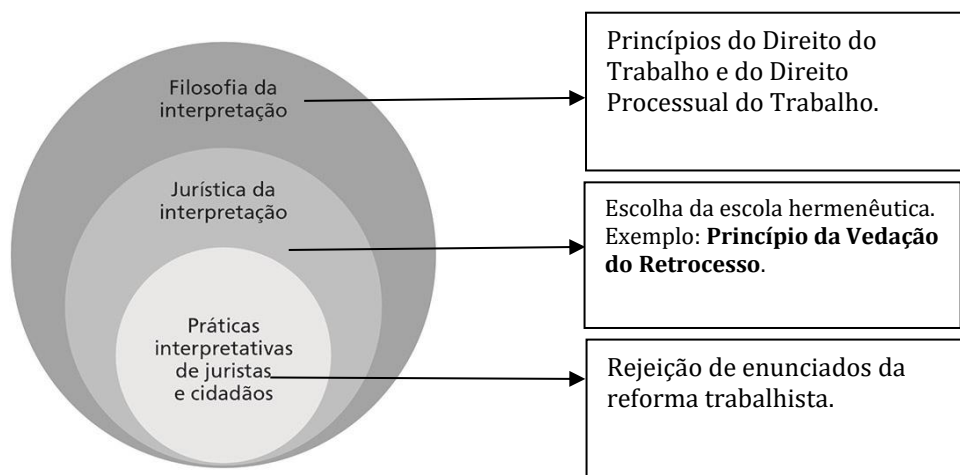 Filosofia da
interpretação
Jurística da
interpretação
Práticas
interpretativas
de juristas
e cidadãos
Princípios do Direito do
Trabalho e do Direito
Processual do Trabalho.
Escolha da escola hermenêutica.
Exemplo: Princípio da Vedação
do Retrocesso.
Rejeição de enunciados da
reforma trabalhista.